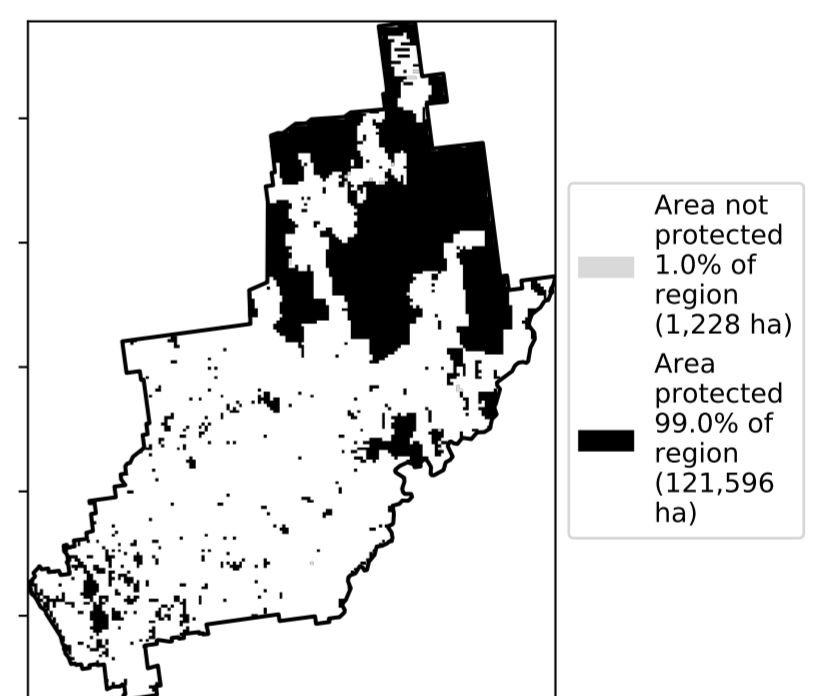 Area not
protected
1.0% of
region
(1,228 ha)
Area
protected
99.0% of
region
(121,596
ha)